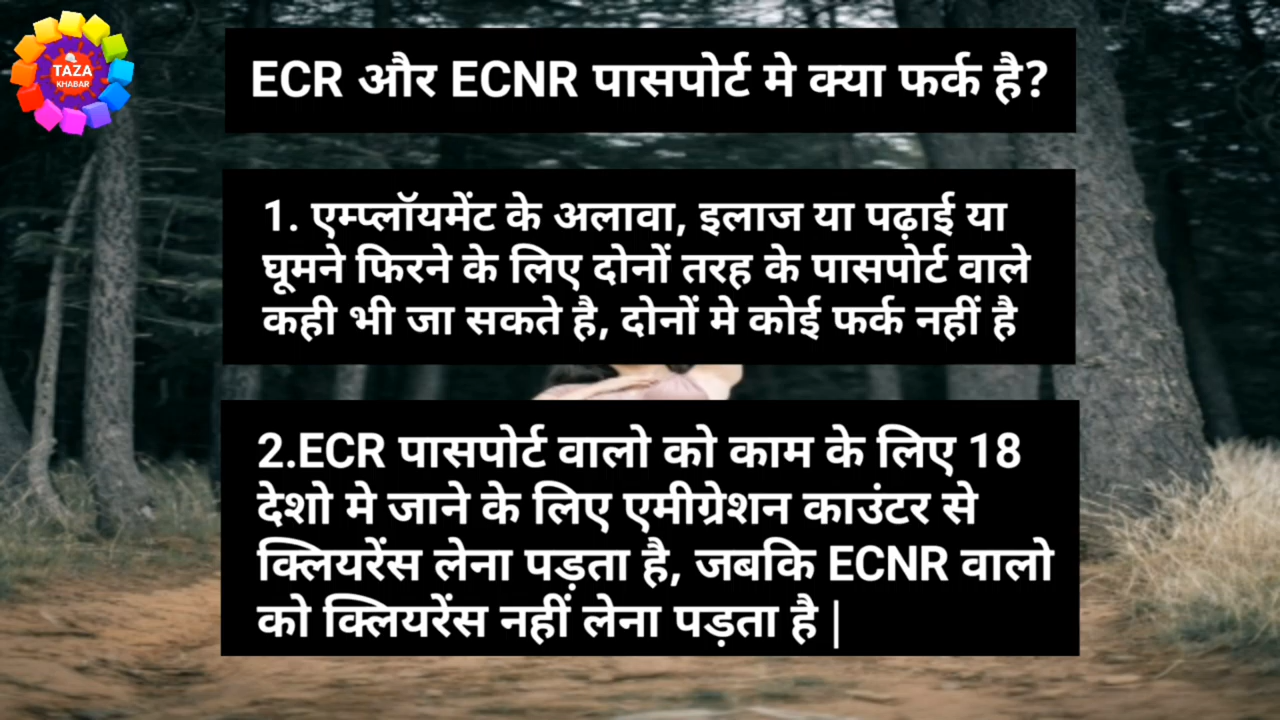 TAZA
KHABAR
ECR और ECNR पासपोर्ट मे क्या फर्क है?
1. एम्प्लॉयमेंट के अलावा, इलाज या पढ़ाई या
घूमने फिरने के लिए दोनों तरह के पासपोर्ट वाले
कही भी जा सकते है, दोनों मे कोई फर्क नहीं है
2.ECR पासपोर्ट वालो को काम के लिए 18
देशो मे जाने के लिए एमीग्रेशन काउंटर से
क्लियरेंस लेना पड़ता है, जबकि ECNR वालो
को क्लियरेंस नहीं लेना पड़ता है |